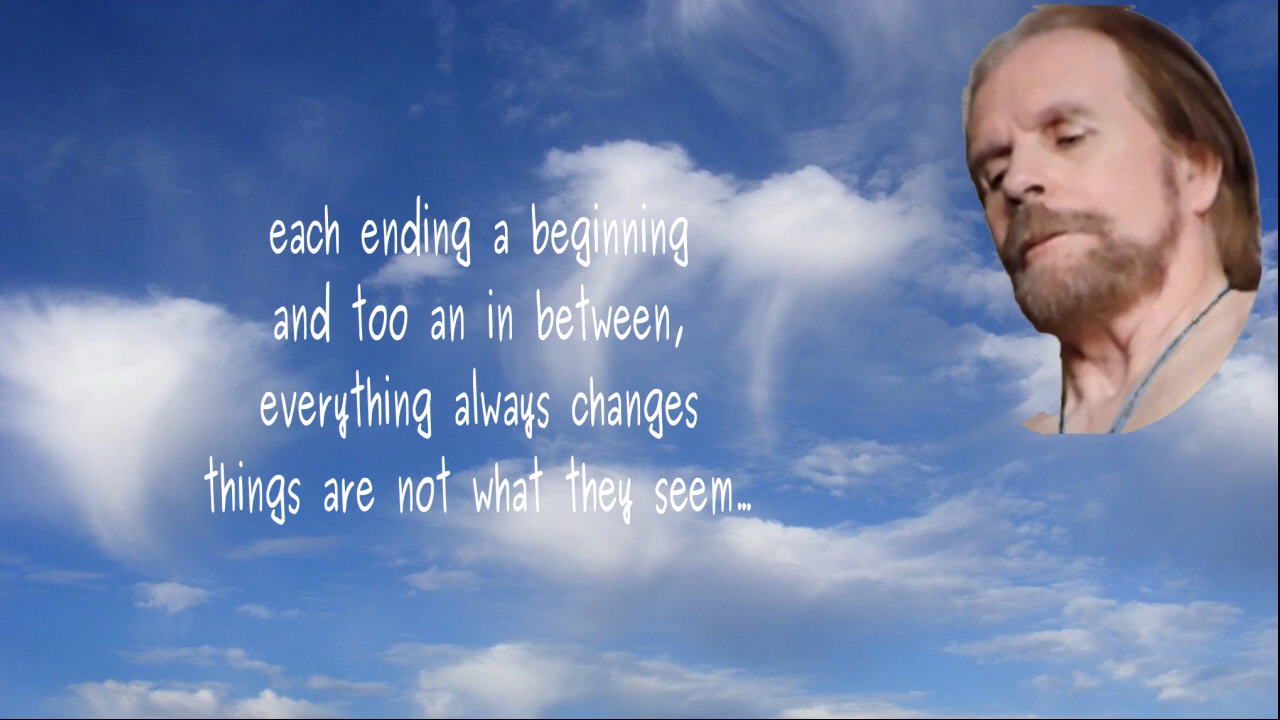 each ending a beginning
and too an in between,
everything always changes
things are not what they seem...